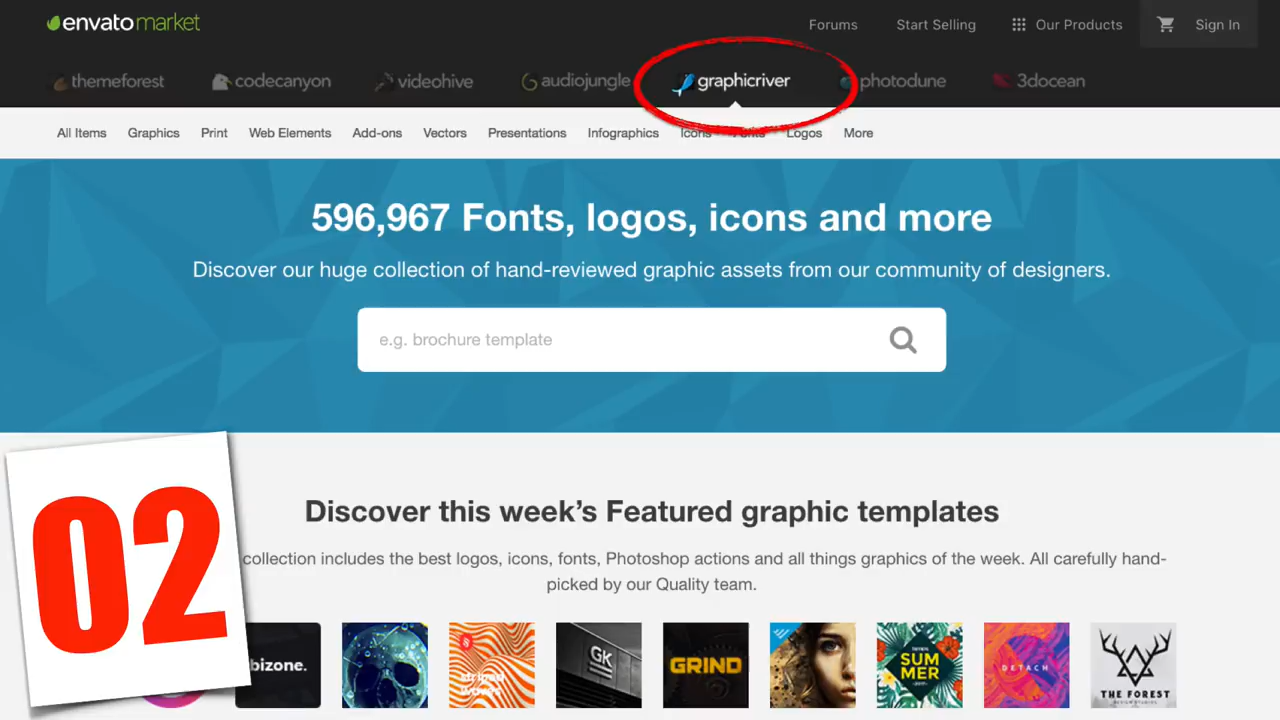 envato market
Forums
Start Selling
Our Products
Sign In
themeforest
codecanyon
videohive
audiojungle
graphicriver
photodune
3docean
All Items
Graphics
Print
Web Elements
Add-ons
Vectors
Presentations
Infographics
Icons
Fonts
Logos
More
596,967 Fonts, logos, icons and more
Discover our huge collection of hand-reviewed graphic assets from our community of designers.
e.g. brochure template
02
Discover this week's Featured graphic templates
collection includes the best logos, icons, fonts, Photoshop actions and all things graphics of the week. All carefully hand-
picked by our Quality team.
bizone.
striped
waves
GK
GRIND
SUMMER
DETACH
THE FOREST